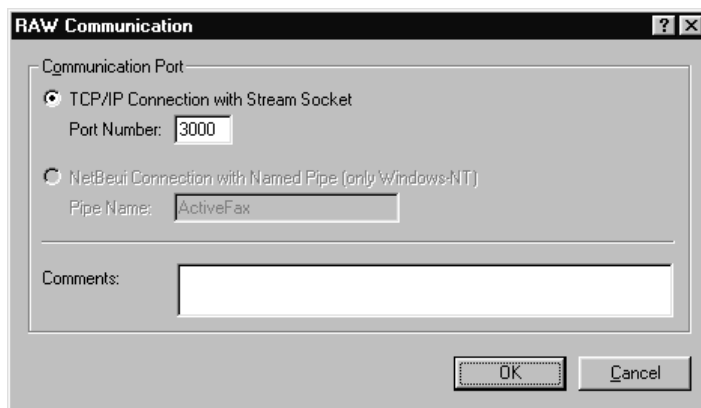 RAW Communication
Communication Port
TCP/IP Connection with Stream Socket
Port Number: 3000
NetBeui Connection with Named Pipe (only Windows-NT)
Pipe Name: ActiveFax
Comments:
OK Cancel